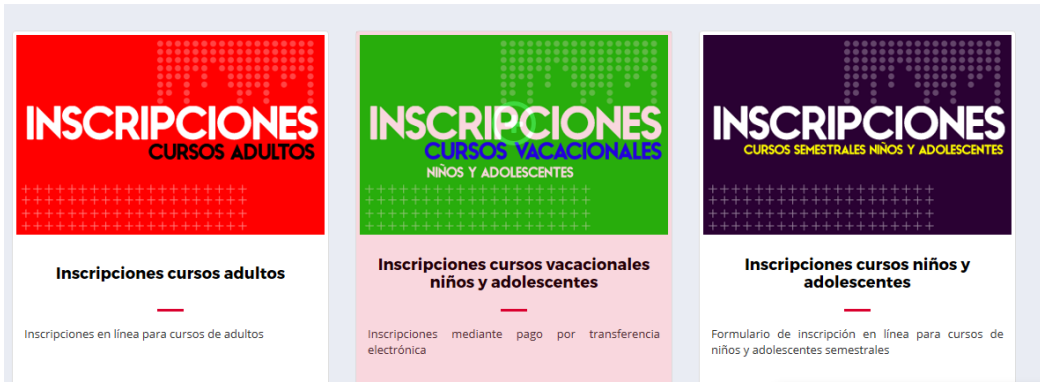 INSCRIPCIONES
CURSOS ADULTOS
Inscripciones cursos adultos
Inscripciones en línea para cursos de adultos
INSCRIPCIONES
CURSOS VACACIONALES
NIÑOS Y ADOLESCENTES
Inscripciones cursos vacacionales
niños y adolescentes
Inscripciones mediante pago por transferencia
electrónica
INSCRIPCIONES
CURSOS SEMESTRALES NIÑOS Y ADOLESCENTES
Inscripciones cursos niños y
adolescentes
Formulario de inscripción en línea para cursos de
niños y adolescentes semestrales